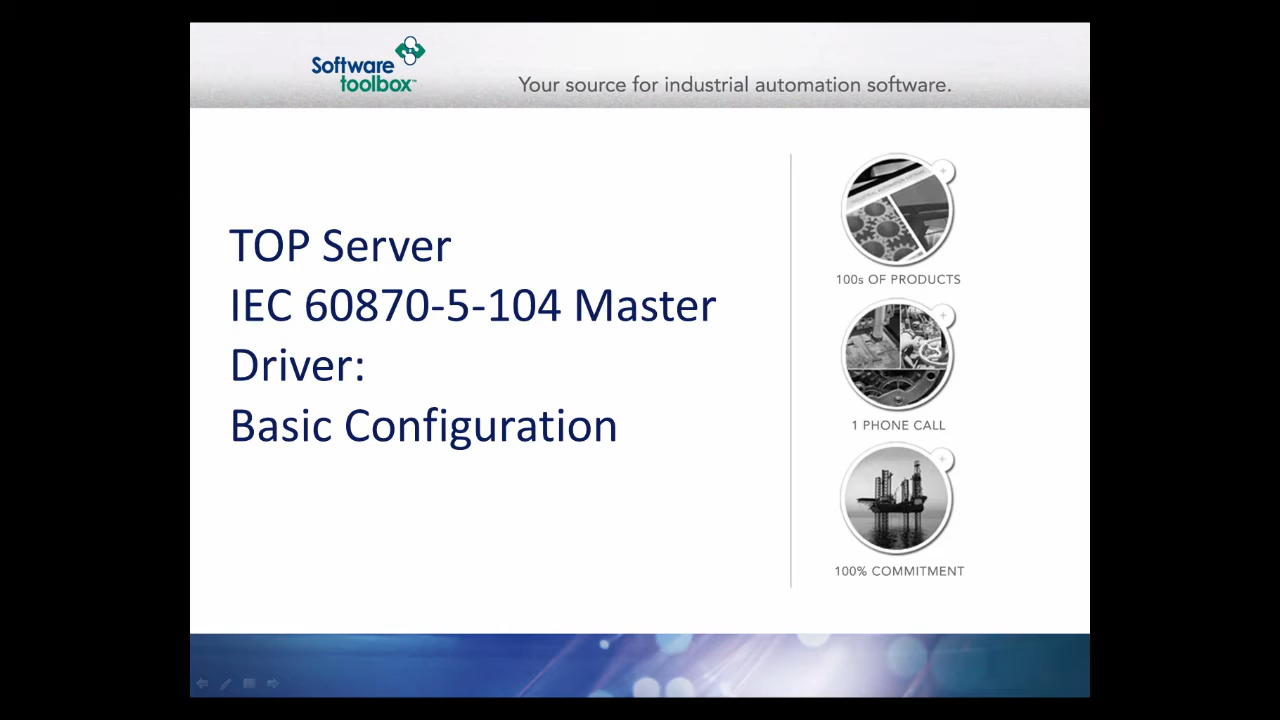 Software
toolbox™
Your source for industrial automation software.
TOP Server
IEC 60870-5-104 Master
Driver:
Basic Configuration
100s OF PRODUCTS
1 PHONE CALL
100% COMMITMENT